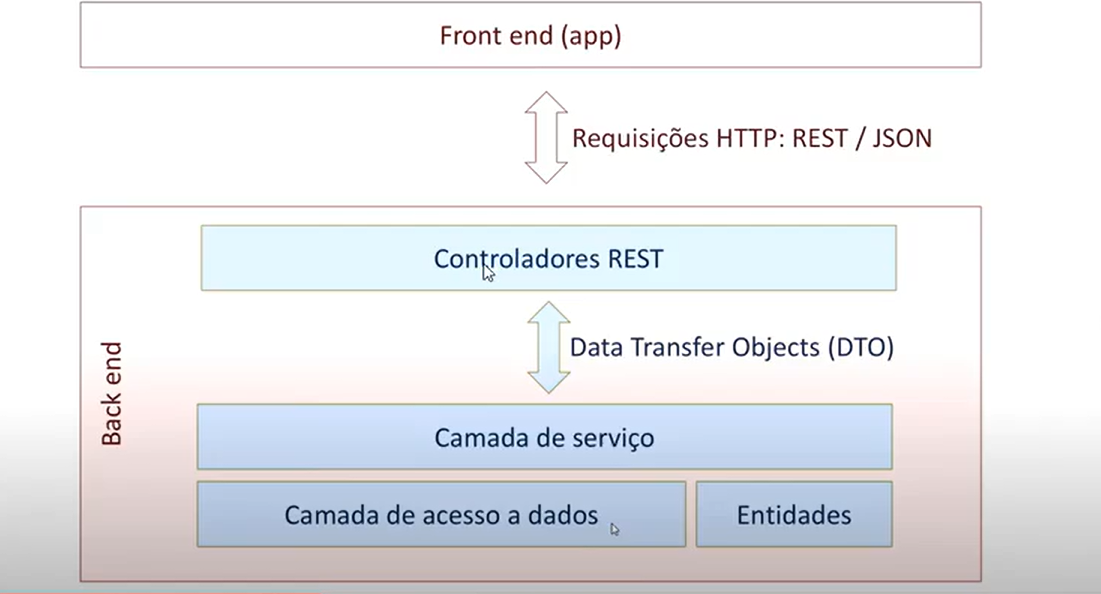 Front end (app)
Requisições HTTP: REST / JSON
Controladores REST
Data Transfer Objects (DTO)
Back end
Camada de serviço
Camada de acesso a dados
Entidades